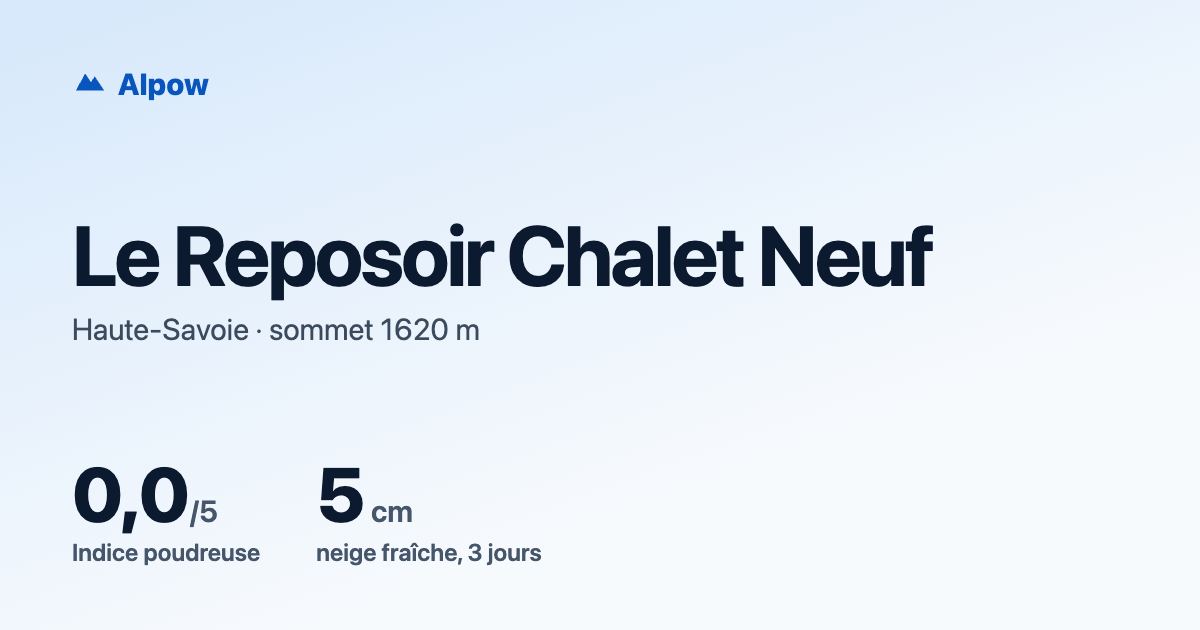 Alpow
Le Reposoir Chalet Neuf
Haute-Savoie · sommet 1620 m
0,0/5 5 cm
Indice poudreuse neige fraîche, 3 jours